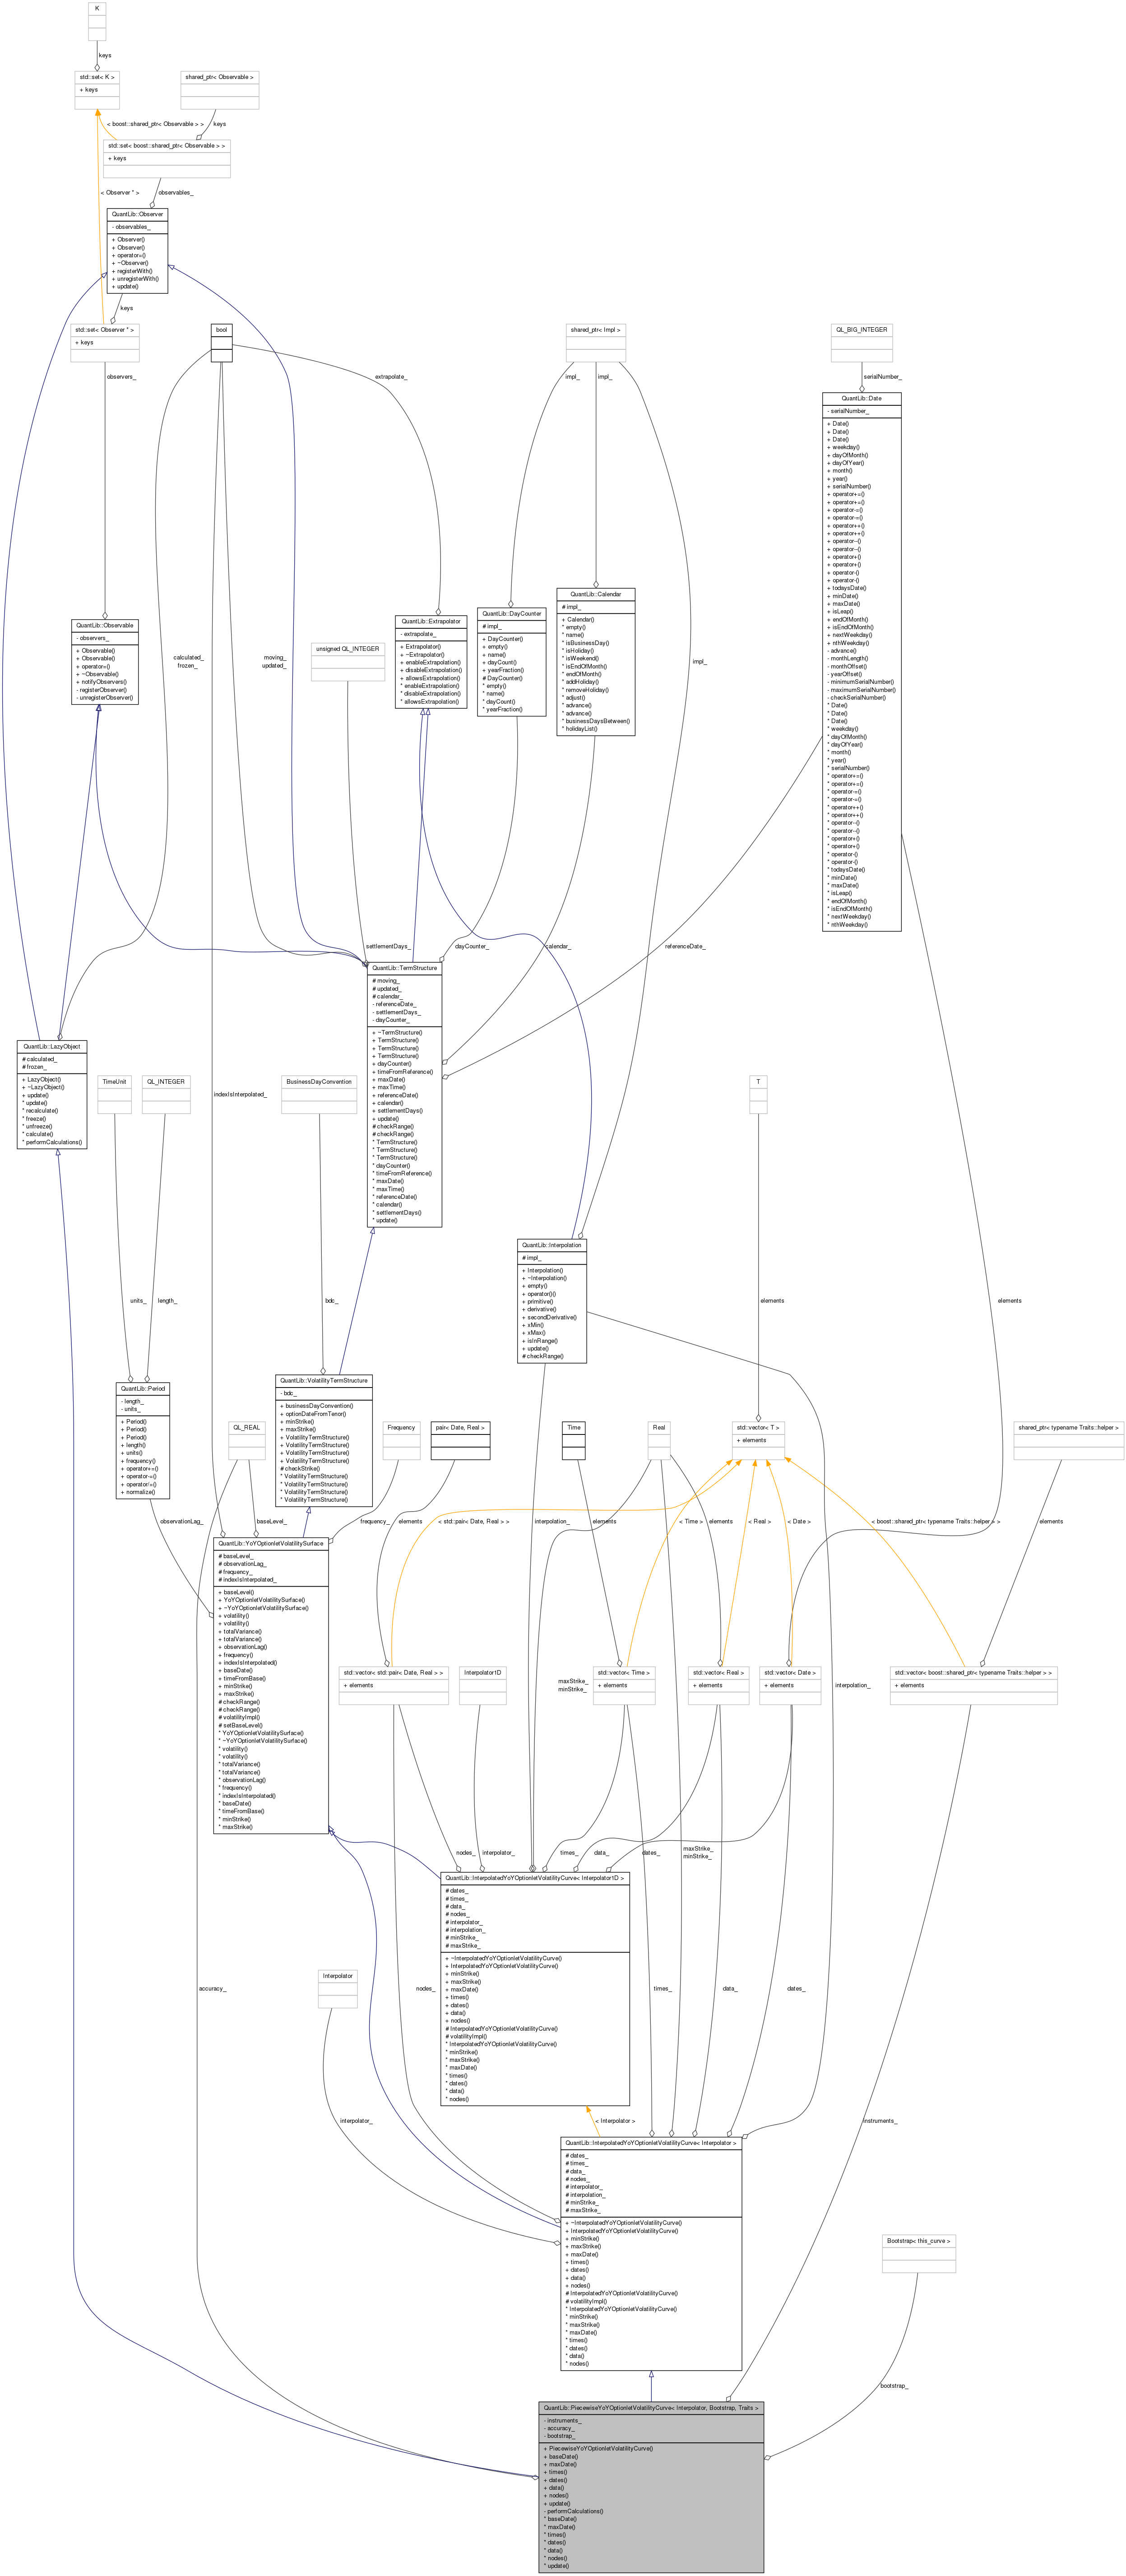 K
keys
std::set< K >
+ keys
shared_ptr< Observable >
< boost::shared_ptr< Observable > >
keys
std::set< boost::shared_ptr< Observable > >
+ keys
< Observer * >
observables_
QuantLib::Observer
- observables_
+ Observer()
+ Observer()
+ operator=()
+ ~Observer()
+ registerWith()
+ unregisterWith()
+ update()
keys
std::set< Observer * >
+ keys
bool
shared_ptr< Impl >
QL_BIG_INTEGER
observers_
extrapolate_
impl_
impl_
serialNumber_
QuantLib::Date
- serialNumber_
+ Date()
+ Date()
+ Date()
+ weekday()
+ dayOfMonth()
+ dayOfYear()
+ month()
+ year()
+ serialNumber()
+ operator+=()
+ operator+=()
+ operator-=()
+ operator-=()
+ operator++()
+ operator++()
+ operator--()
+ operator--()
+ operator+()
+ operator+()
+ operator-()
+ operator-()
+ todaysDate()
+ minDate()
+ maxDate()
+ isLeap()
+ endOfMonth()
+ isEndOfMonth()
+ nextWeekday()
+ nthWeekday()
- advance()
- monthLength()
- monthOffset()
- yearOffset()
- minimumSerialNumber()
- maximumSerialNumber()
- checkSerialNumber()
* Date()
* Date()
* Date()
* weekday()
* dayOfMonth()
* dayOfYear()
* month()
* year()
* serialNumber()
* operator+=()
* operator+=()
* operator-=()
* operator-=()
* operator++()
* operator++()
* operator--()
* operator--()
* operator+()
* operator+()
* operator-()
* operator-()
* todaysDate()
* minDate()
* maxDate()
* isLeap()
* endOfMonth()
* isEndOfMonth()
* nextWeekday()
* nthWeekday()
QuantLib::Observable
- observers_
+ Observable()
+ Observable()
+ operator=()
+ ~Observable()
+ notifyObservers()
- registerObserver()
- unregisterObserver()
calculated_
frozen_
moving_
updated_
unsigned QL_INTEGER
QuantLib::Extrapolator
- extrapolate_
+ Extrapolator()
+ ~Extrapolator()
+ enableExtrapolation()
+ disableExtrapolation()
+ allowsExtrapolation()
* enableExtrapolation()
* disableExtrapolation()
* allowsExtrapolation()
QuantLib::DayCounter
# impl_
+ DayCounter()
+ empty()
+ name()
+ dayCount()
+ yearFraction()
# DayCounter()
* empty()
* name()
* dayCount()
* yearFraction()
QuantLib::Calendar
# impl_
+ Calendar()
* empty()
* name()
* isBusinessDay()
* isHoliday()
* isWeekend()
* isEndOfMonth()
* endOfMonth()
* addHoliday()
* removeHoliday()
* adjust()
* advance()
* advance()
* businessDaysBetween()
* holidayList()
impl_
settlementDays_
dayCounter_
calendar_
referenceDate_
QuantLib::TermStructure
# moving_
# updated_
# calendar_
- referenceDate_
- settlementDays_
- dayCounter_
+ ~TermStructure()
+ TermStructure()
+ TermStructure()
+ TermStructure()
+ dayCounter()
+ timeFromReference()
+ maxDate()
+ maxTime()
+ referenceDate()
+ calendar()
+ settlementDays()
+ update()
# checkRange()
# checkRange()
* TermStructure()
* TermStructure()
* TermStructure()
* dayCounter()
* timeFromReference()
* maxDate()
* maxTime()
* referenceDate()
* calendar()
* settlementDays()
* update()
QuantLib::LazyObject
# calculated_
# frozen_
+ LazyObject()
+ ~LazyObject()
+ update()
* update()
* recalculate()
* freeze()
* unfreeze()
* calculate()
* performCalculations()
TimeUnit
QL_INTEGER
indexIsInterpolated_
BusinessDayConvention
T
units_
length_
bdc_
elements
elements
QuantLib::Interpolation
# impl_
+ Interpolation()
+ ~Interpolation()
+ empty()
+ operator()()
+ primitive()
+ derivative()
+ secondDerivative()
+ xMin()
+ xMax()
+ isInRange()
+ update()
# checkRange()
QuantLib::Period
- length_
- units_
+ Period()
+ Period()
+ Period()
+ length()
+ units()
+ frequency()
+ operator+=()
+ operator-=()
+ operator/=()
+ normalize()
QuantLib::VolatilityTermStructure
- bdc_
+ businessDayConvention()
+ optionDateFromTenor()
+ minStrike()
+ maxStrike()
+ VolatilityTermStructure()
+ VolatilityTermStructure()
+ VolatilityTermStructure()
+ VolatilityTermStructure()
# checkStrike()
* VolatilityTermStructure()
* VolatilityTermStructure()
* VolatilityTermStructure()
* VolatilityTermStructure()
QL_REAL
Frequency
pair< Date, Real >
Time
Real
std::vector< T >
+ elements
shared_ptr< typename Traits::helper >
observationLag_
baseLevel_
frequency_
elements
< std::pair< Date, Real > >
interpolation_
elements
< Time >
elements
< Real >
< Date >
< boost::shared_ptr< typename Traits::helper > >
elements
QuantLib::YoYOptionletVolatilitySurface
# baseLevel_
# observationLag_
# frequency_
# indexIsInterpolated_
+ baseLevel()
+ YoYOptionletVolatilitySurface()
+ ~YoYOptionletVolatilitySurface()
+ volatility()
+ volatility()
+ totalVariance()
+ totalVariance()
+ observationLag()
+ frequency()
+ indexIsInterpolated()
+ baseDate()
+ timeFromBase()
+ minStrike()
+ maxStrike()
# checkRange()
# checkRange()
# volatilityImpl()
# setBaseLevel()
* YoYOptionletVolatilitySurface()
* ~YoYOptionletVolatilitySurface()
* volatility()
* volatility()
* totalVariance()
* totalVariance()
* observationLag()
* frequency()
* indexIsInterpolated()
* baseDate()
* timeFromBase()
* minStrike()
* maxStrike()
std::vector< std::pair< Date, Real > >
+ elements
Interpolator1D
maxStrike_
minStrike_
std::vector< Time >
+ elements
std::vector< Real >
+ elements
std::vector< Date >
+ elements
interpolation_
std::vector< boost::shared_ptr< typename Traits::helper > >
+ elements
nodes_
interpolator_
times_
data_
dates_
maxStrike_
minStrike_
QuantLib::InterpolatedYoYOptionletVolatilityCurve< Interpolator1D >
# dates_
# times_
# data_
# nodes_
# interpolator_
# interpolation_
# minStrike_
# maxStrike_
+ ~InterpolatedYoYOptionletVolatilityCurve()
+ InterpolatedYoYOptionletVolatilityCurve()
+ minStrike()
+ maxStrike()
+ maxDate()
+ times()
+ dates()
+ data()
+ nodes()
# InterpolatedYoYOptionletVolatilityCurve()
# volatilityImpl()
* InterpolatedYoYOptionletVolatilityCurve()
* minStrike()
* maxStrike()
* maxDate()
* times()
* dates()
* data()
* nodes()
Interpolator
accuracy_
nodes_
times_
data_
dates_
interpolator_
< Interpolator >
instruments_
QuantLib::InterpolatedYoYOptionletVolatilityCurve< Interpolator >
# dates_
# times_
# data_
# nodes_
# interpolator_
# interpolation_
# minStrike_
# maxStrike_
+ ~InterpolatedYoYOptionletVolatilityCurve()
+ InterpolatedYoYOptionletVolatilityCurve()
+ minStrike()
+ maxStrike()
+ maxDate()
+ times()
+ dates()
+ data()
+ nodes()
# InterpolatedYoYOptionletVolatilityCurve()
# volatilityImpl()
* InterpolatedYoYOptionletVolatilityCurve()
* minStrike()
* maxStrike()
* maxDate()
* times()
* dates()
* data()
* nodes()
Bootstrap< this_curve >
bootstrap_
QuantLib::PiecewiseYoYOptionletVolatilityCurve< Interpolator, Bootstrap, Traits >
- instruments_
- accuracy_
- bootstrap_
+ PiecewiseYoYOptionletVolatilityCurve()
+ baseDate()
+ maxDate()
+ times()
+ dates()
+ data()
+ nodes()
+ update()
- performCalculations()
* baseDate()
* maxDate()
* times()
* dates()
* data()
* nodes()
* update()